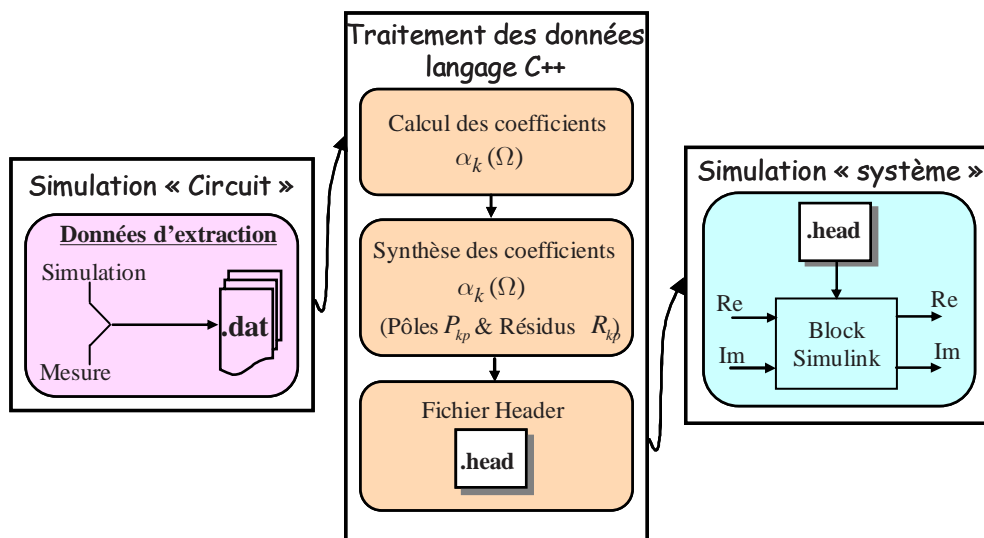 Simulation « Circuit »
Données d'extraction
Simulation
.dat
Mesure
Traitement des données
langage C++
Calcul des coefficients
α_k (Ω)
Synthèse des coefficients
α_k (Ω)
(Pôles P_kp & Résidus R_kp)
Fichier Header
.head
Simulation « système »
.head
Re
Im
Block
Simulink
Re
Im